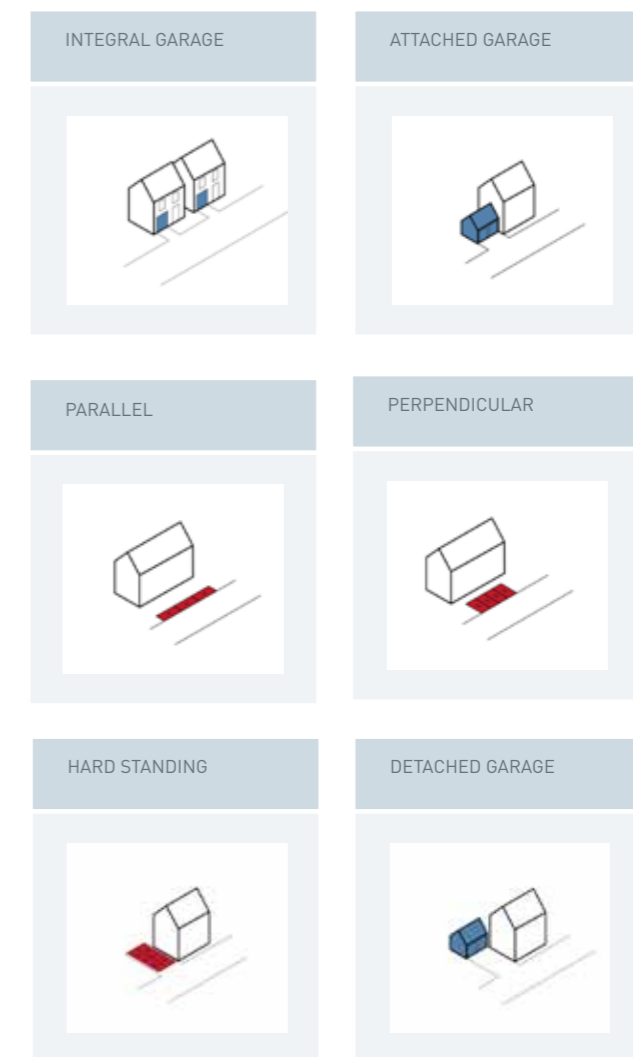 INTEGRAL GARAGE
ATTACHED GARAGE
PARALLEL
PERPENDICULAR
HARD STANDING
DETACHED GARAGE